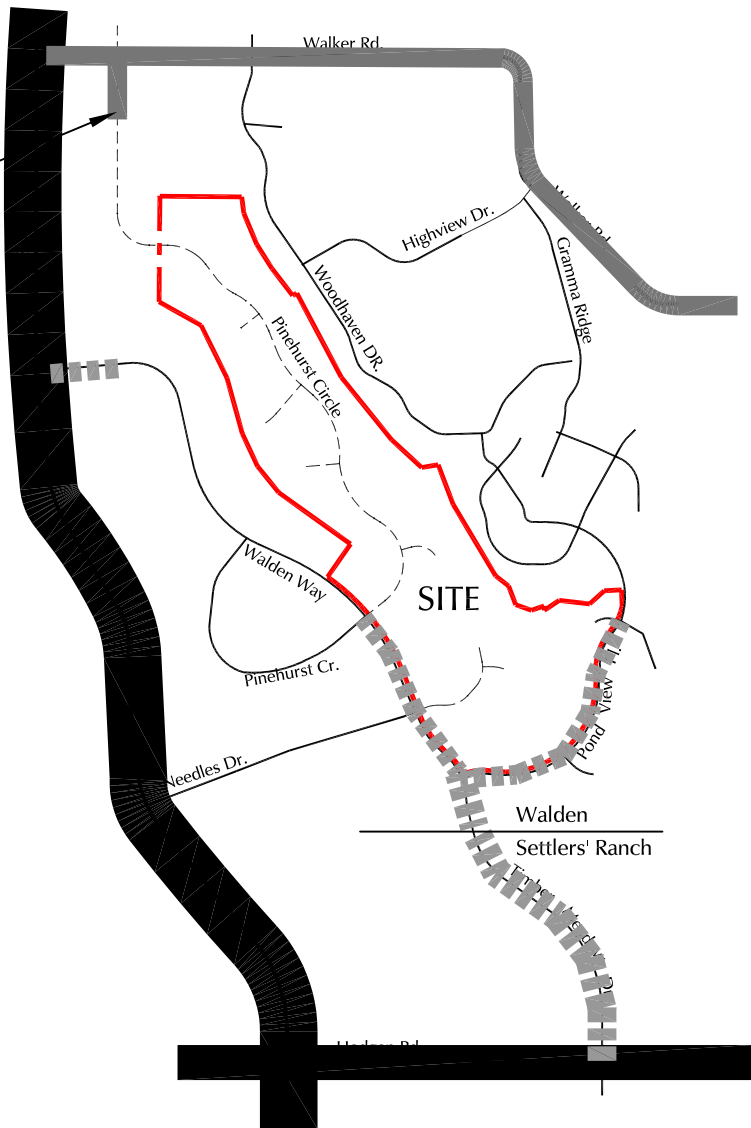 Walker Rd.
Highview Dr.
Gramma Ridge
Woodhaven DR.
Pinehurst Circle
Walden Way
SITE
Pinehurst Cr.
Pond View
Needles Dr.
Walden
Settlers' Ranch
Rd.